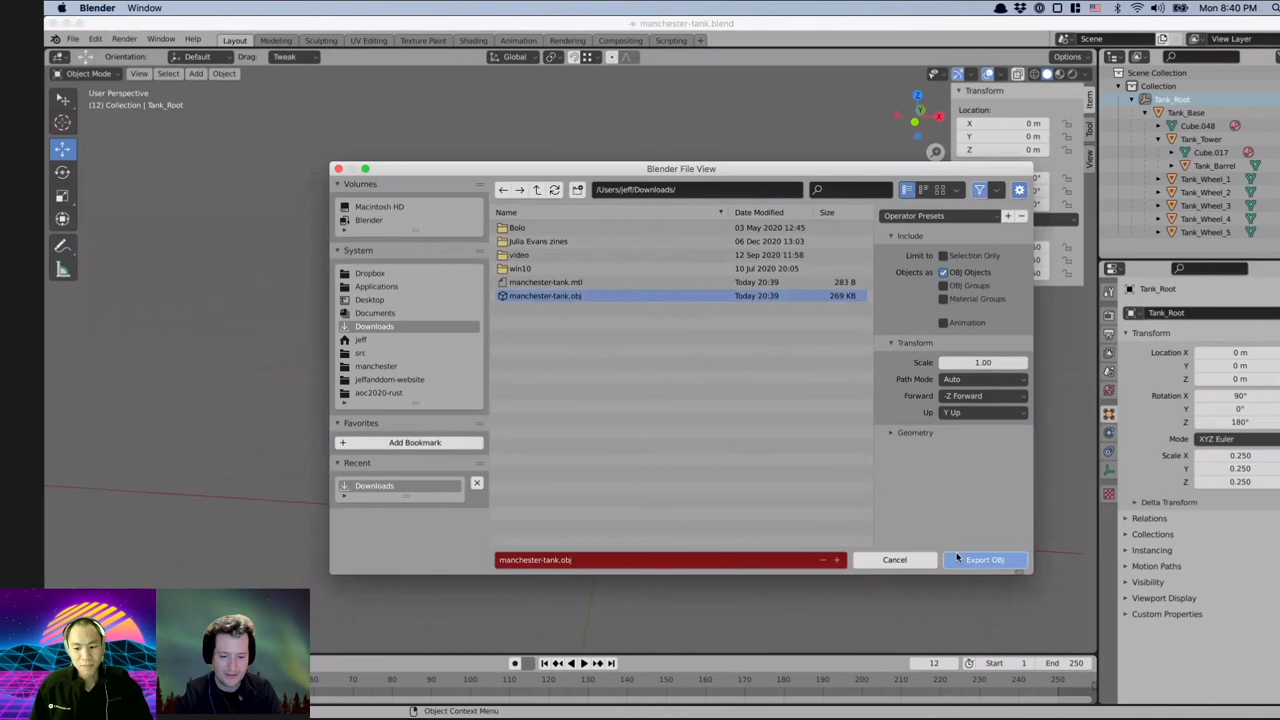 Blender Window
Mon 8:40 PM
manchester-tank.blend
File Edit Render Window Help
Layout Modeling Sculpting UV Editing Texture Paint Shading Animation Rendering Compositing Scripting +
Scene
View Layer
Orientation: Default Drag: Tweak
Global
Options
Object Mode View Select Add Object
User Perspective
(12) Collection | Tank_Root
Z
Y
X
Transform
Location:
X 0 m
Y 0 m
Z 0 m
Item
Tool
View
Scene Collection
Collection
Tank_Root
Tank_Base
Cube.048
Tank_Tower
Cube.017
Tank_Barrel
Tank_Wheel_1
Tank_Wheel_2
Tank_Wheel_3
Tank_Wheel_4
Tank_Wheel_5
Blender File View
Volumes
Macintosh HD
Blender
System
Dropbox
Applications
Desktop
Documents
Downloads
jeff
src
manchester
jeffanddom-website
aoc2020-rust
Favorites
Add Bookmark
Recent
Downloads
/Users/jeff/Downloads/
Name Date Modified Size
Bolo 03 May 2020 12:45
Julia Evans zines 06 Dec 2020 13:03
video 12 Sep 2020 11:58
win10 10 Jul 2020 20:05
manchester-tank.mtl Today 20:39 283 B
manchester-tank.obj Today 20:39 269 KB
Operator Presets
Include
Limit to Selection Only
Objects as OBJ Objects
OBJ Groups
Material Groups
Animation
Transform
Scale 1.00
Path Mode Auto
Forward -Z Forward
Up Y Up
Geometry
manchester-tank.obj
Cancel
Export OBJ
Tank_Root
Tank_Root
Transform
Location X 0 m
Y 0 m
Z 0 m
Rotation X 90°
Y 0°
Z 180°
Mode XYZ Euler
Scale X 0.250
Y 0.250
Z 0.250
Delta Transform
Relations
Collections
Instancing
Motion Paths
Visibility
Viewport Display
Custom Properties
12 Start 1 End 250
60 70 80 90 100 110 120 130 140 150 160 170 180 190 200 210 220 230 240 250
Object Context Menu